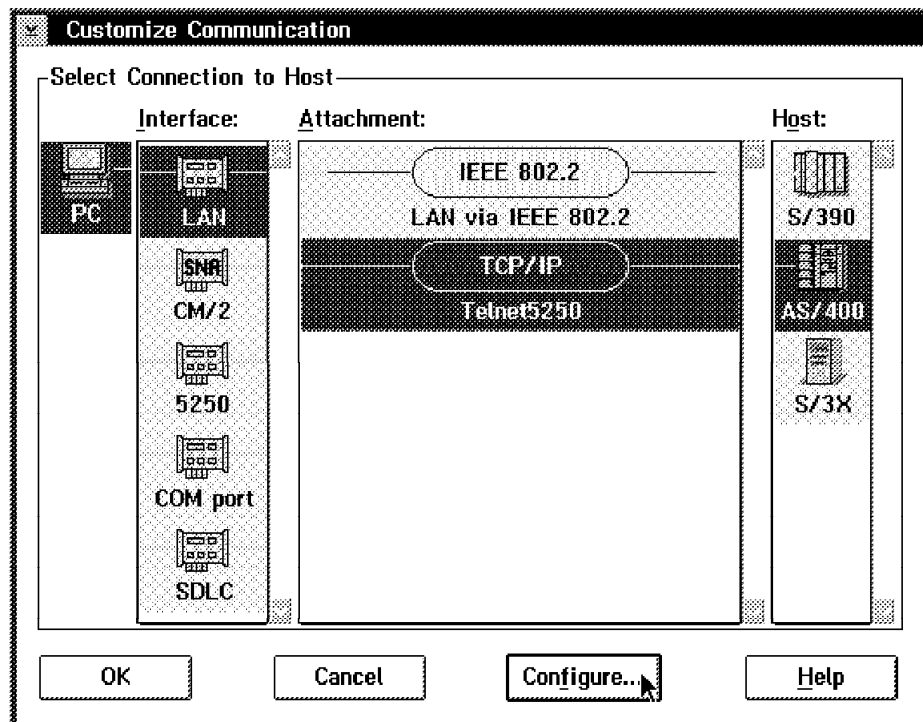 Customize Communication
Select Connection to Host
Interface:
Attachment:
Host:
PC
LAN
SNA
CM/2
5250
COM port
SDLC
IEEE 802.2
LAN via IEEE 802.2
TCP/IP
Telnet5250
S/390
AS/400
S/3X
OK
Cancel
Configure...
Help